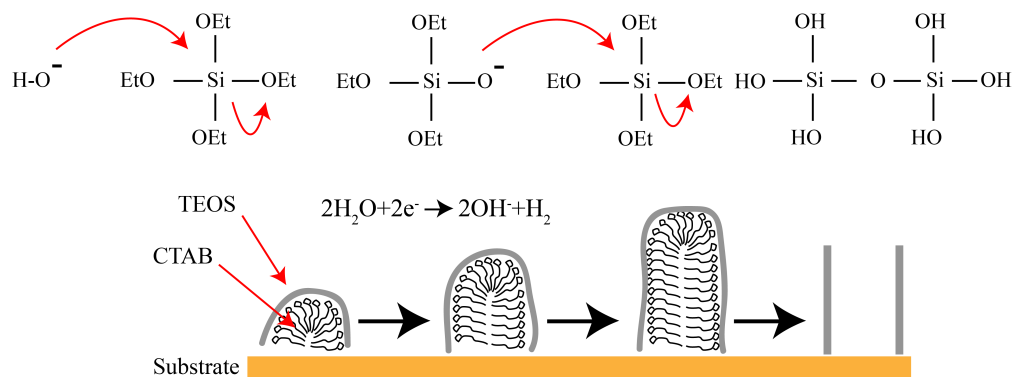 H-O-
OEt
EtO Si OEt
OEt
OEt
EtO Si O-
OEt
OEt
EtO Si OEt
OEt
OH OH
HO Si O Si OH
HO HO
TEOS
2H₂O+2e⁻ → 2OH⁻+H₂
CTAB
Substrate